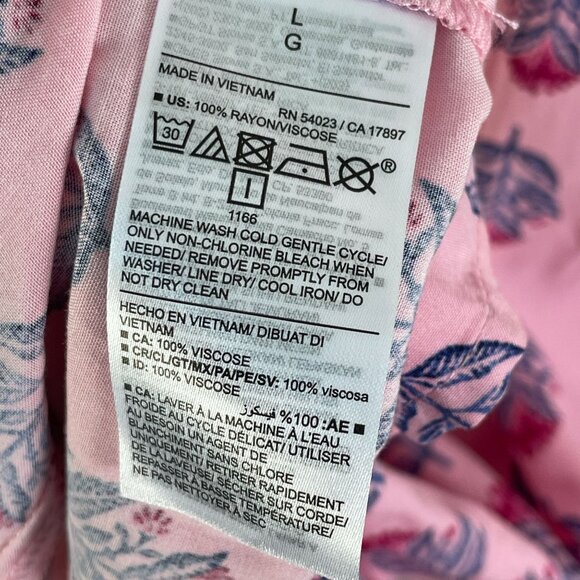 L
G
MADE IN VIETNAM
RN 54023 / CA 17897
■ US: 100% RAYON/VISCOSE
30
®
1166
MACHINE WASH COLD GENTLE CYCLE/
ONLY NON-CHLORINE BLEACH WHEN
NEEDED/ REMOVE PROMPTLY FROM
WASHER/ LINE DRY/ COOL IRON/ DO
NOT DRY CLEAN
HECHO EN VIETNAM/ DIBUAT DI
VIETNAM
■ CA: 100% VISCOSE
■ CR/CL/GT/MX/PA/PE/SV: 100% viscosa
■ ID: 100% VISCOSE
■ AE: 100% فيسكوز
■ CA: LAVER À LA MACHINE À L'EAU
FROIDE AU CYCLE DÉLICAT/ UTILISER
AU BESOIN UN AGENT DE
BLANCHIMENT SANS CHLORE
UNIQUEMENT/ RETIRER RAPIDEMENT
DU LAVEUR/ SÉCHER SUR CORDE/
REPASSER À BASSE TEMPÉRATURE/
NE PAS NETTOYER À SEC